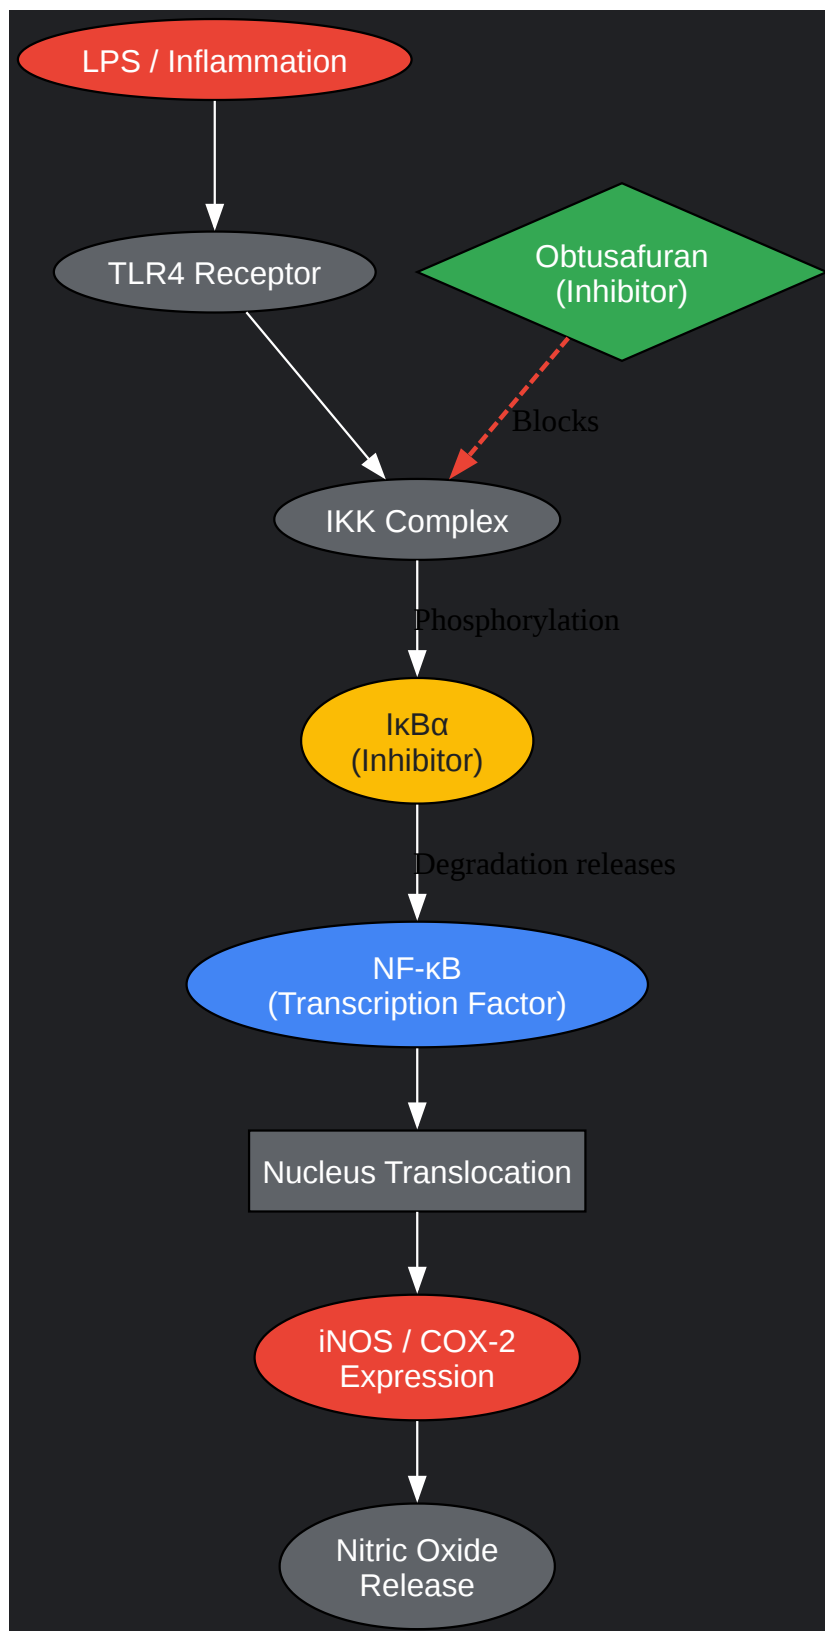 LPS / Inflammation
TLR4 Receptor
Obtusafuran
(Inhibitor)
Blocks
IKK Complex
Phosphorylation
IκBα
(Inhibitor)
Degradation releases
NF-κB
(Transcription Factor)
Nucleus Translocation
iNOS / COX-2
Expression
Nitric Oxide
Release